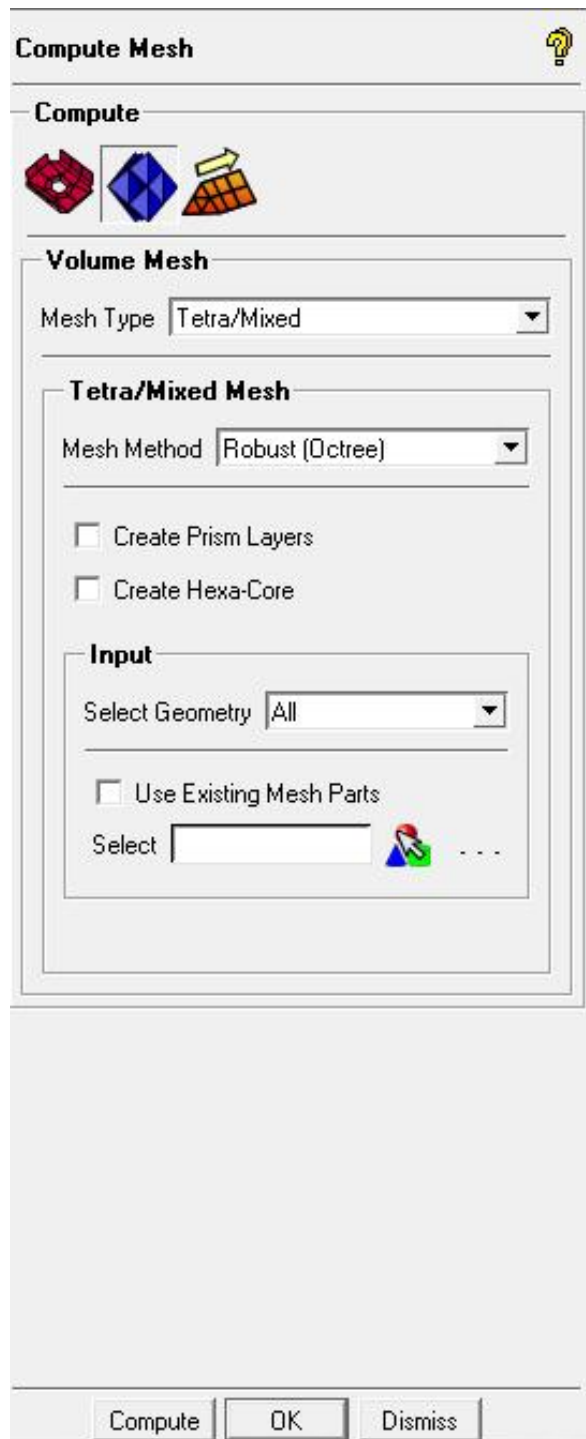 Compute Mesh
Compute
Volume Mesh
Mesh Type Tetra/Mixed
Tetra/Mixed Mesh
Mesh Method Robust (Octree)
Create Prism Layers
Create Hexa-Core
Input
Select Geometry All
Use Existing Mesh Parts
Select ...
Compute OK Dismiss